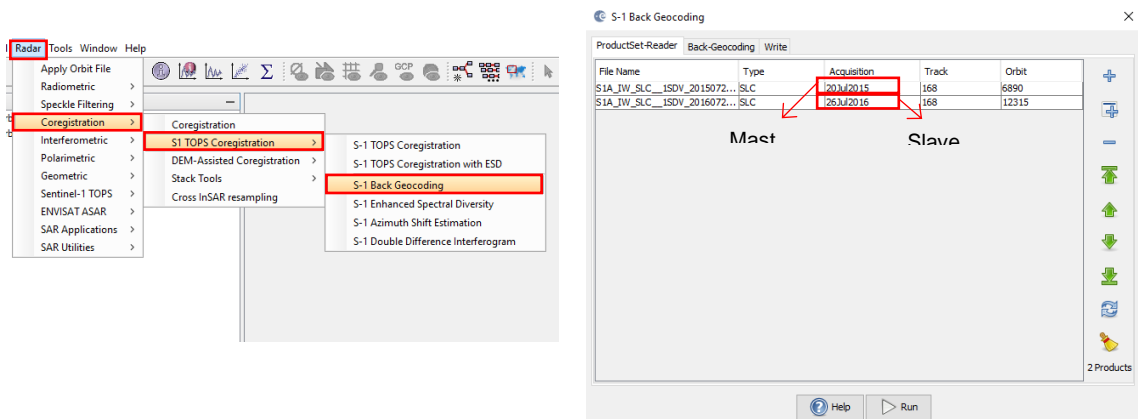 Radar Tools Window Help
Apply Orbit File
Radiometric >
Speckle Filtering >
Coregistration >
Interferometric >
Polarimetric >
Geometric >
Sentinel-1 TOPS >
ENVISAT ASAR >
SAR Applications >
SAR Utilities >
GCP
Coregistration
S1 TOPS Coregistration >
DEM-Assisted Coregistration >
Stack Tools >
Cross InSAR resampling
S-1 TOPS Coregistration
S-1 TOPS Coregistration with ESD
S-1 Back Geocoding
S-1 Enhanced Spectral Diversity
S-1 Azimuth Shift Estimation
S-1 Double Difference Interferogram
S-1 Back Geocoding
ProductSet-Reader Back-Geocoding Write
File Name Type Acquisition Track Orbit
S1A_IW_SLC__1SDV_2015072... SLC 20Jul2015 168 6890
S1A_IW_SLC__1SDV_2016072... SLC 26Jul2016 168 12315
Mast Slave
2 Products
Help Run